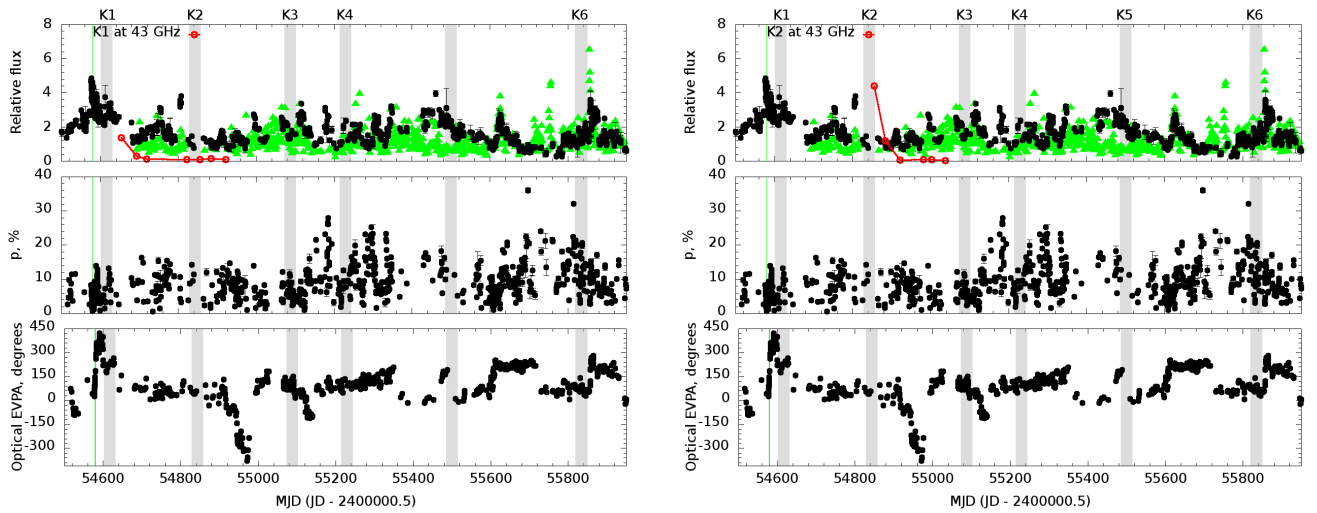 K1 K2 K3 K4 K6
K1 at 43 GHz
Relative flux
8
6
4
2
0
p, %
40
30
20
10
0
Optical EVPA, degrees
450
300
150
0
-150
-300
54600 54800 55000 55200 55400 55600 55800
MJD (JD - 2400000.5)
K1 K2 K3 K4 K5 K6
K2 at 43 GHz
Relative flux
8
6
4
2
0
p, %
40
30
20
10
0
Optical EVPA, degrees
450
300
150
0
-150
-300
54600 54800 55000 55200 55400 55600 55800
MJD (JD - 2400000.5)